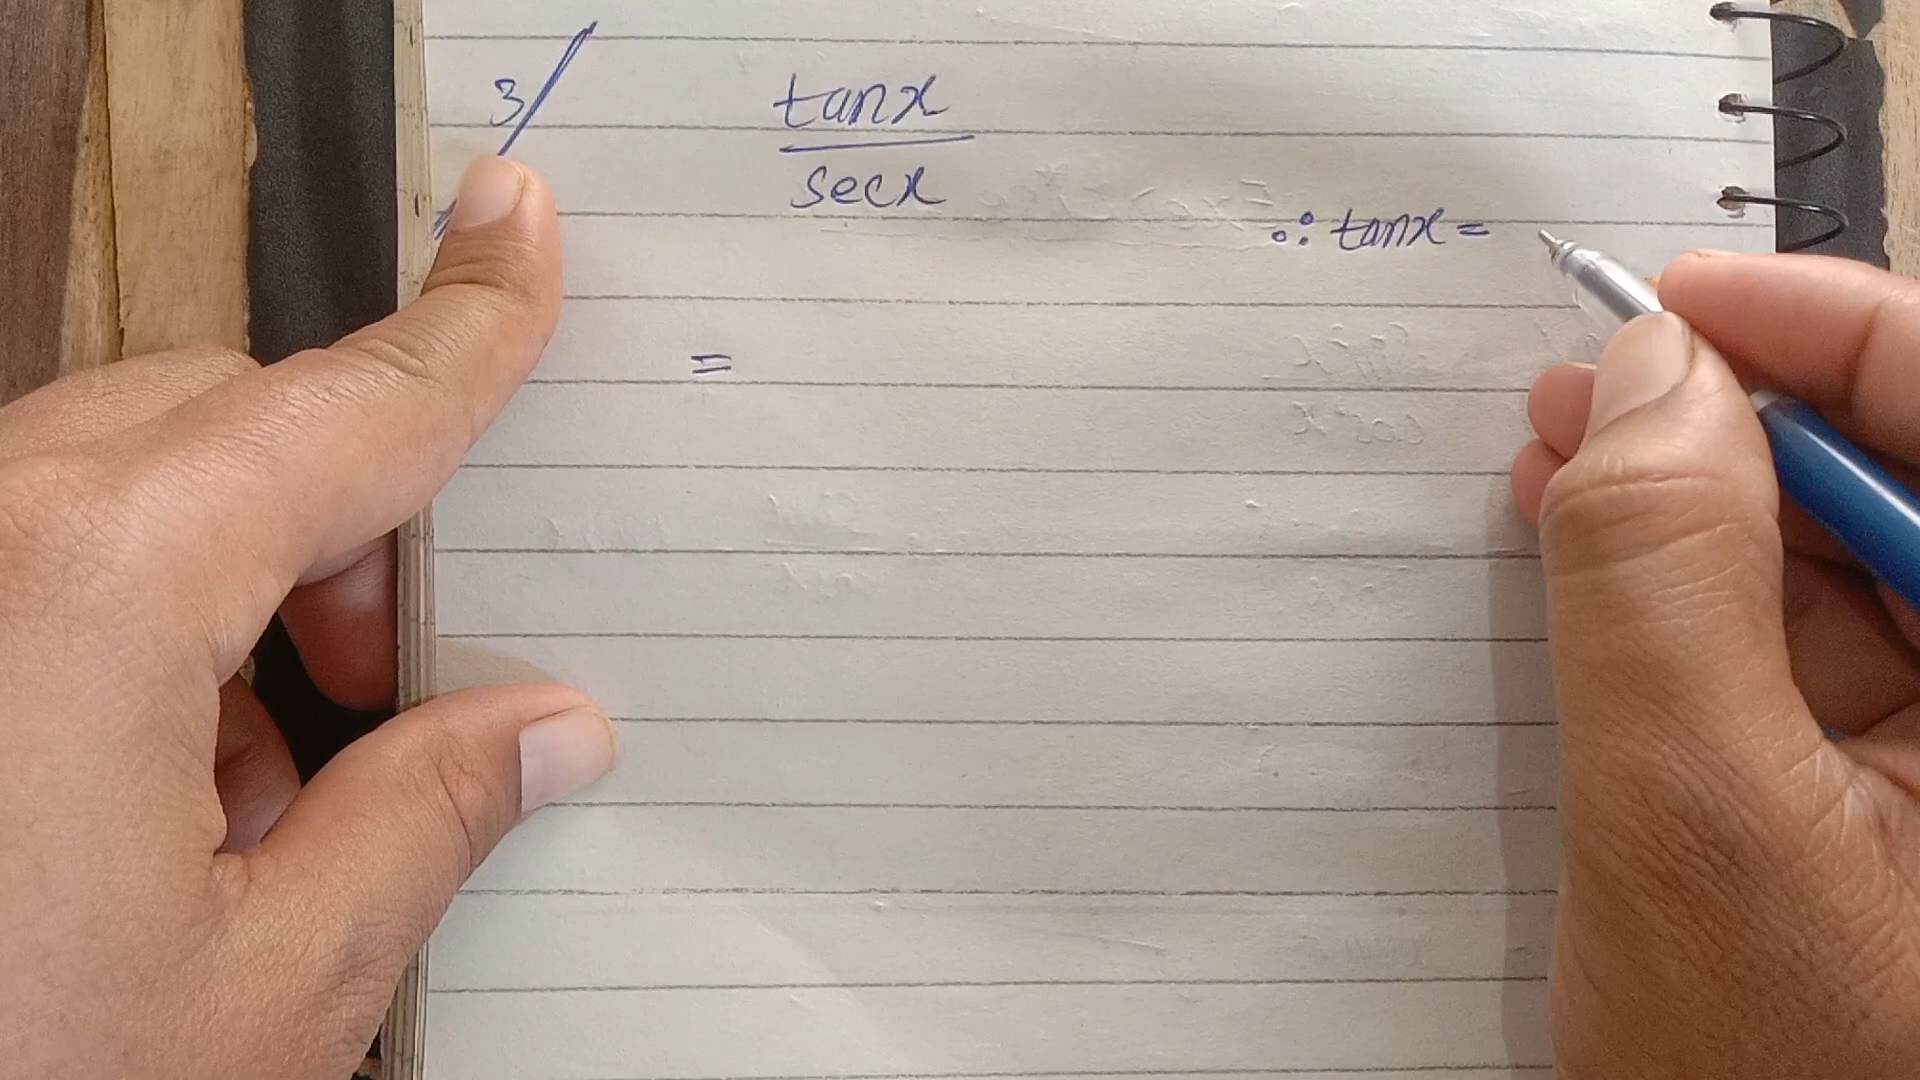 3/
tanx
secx
∴ tanx =
=